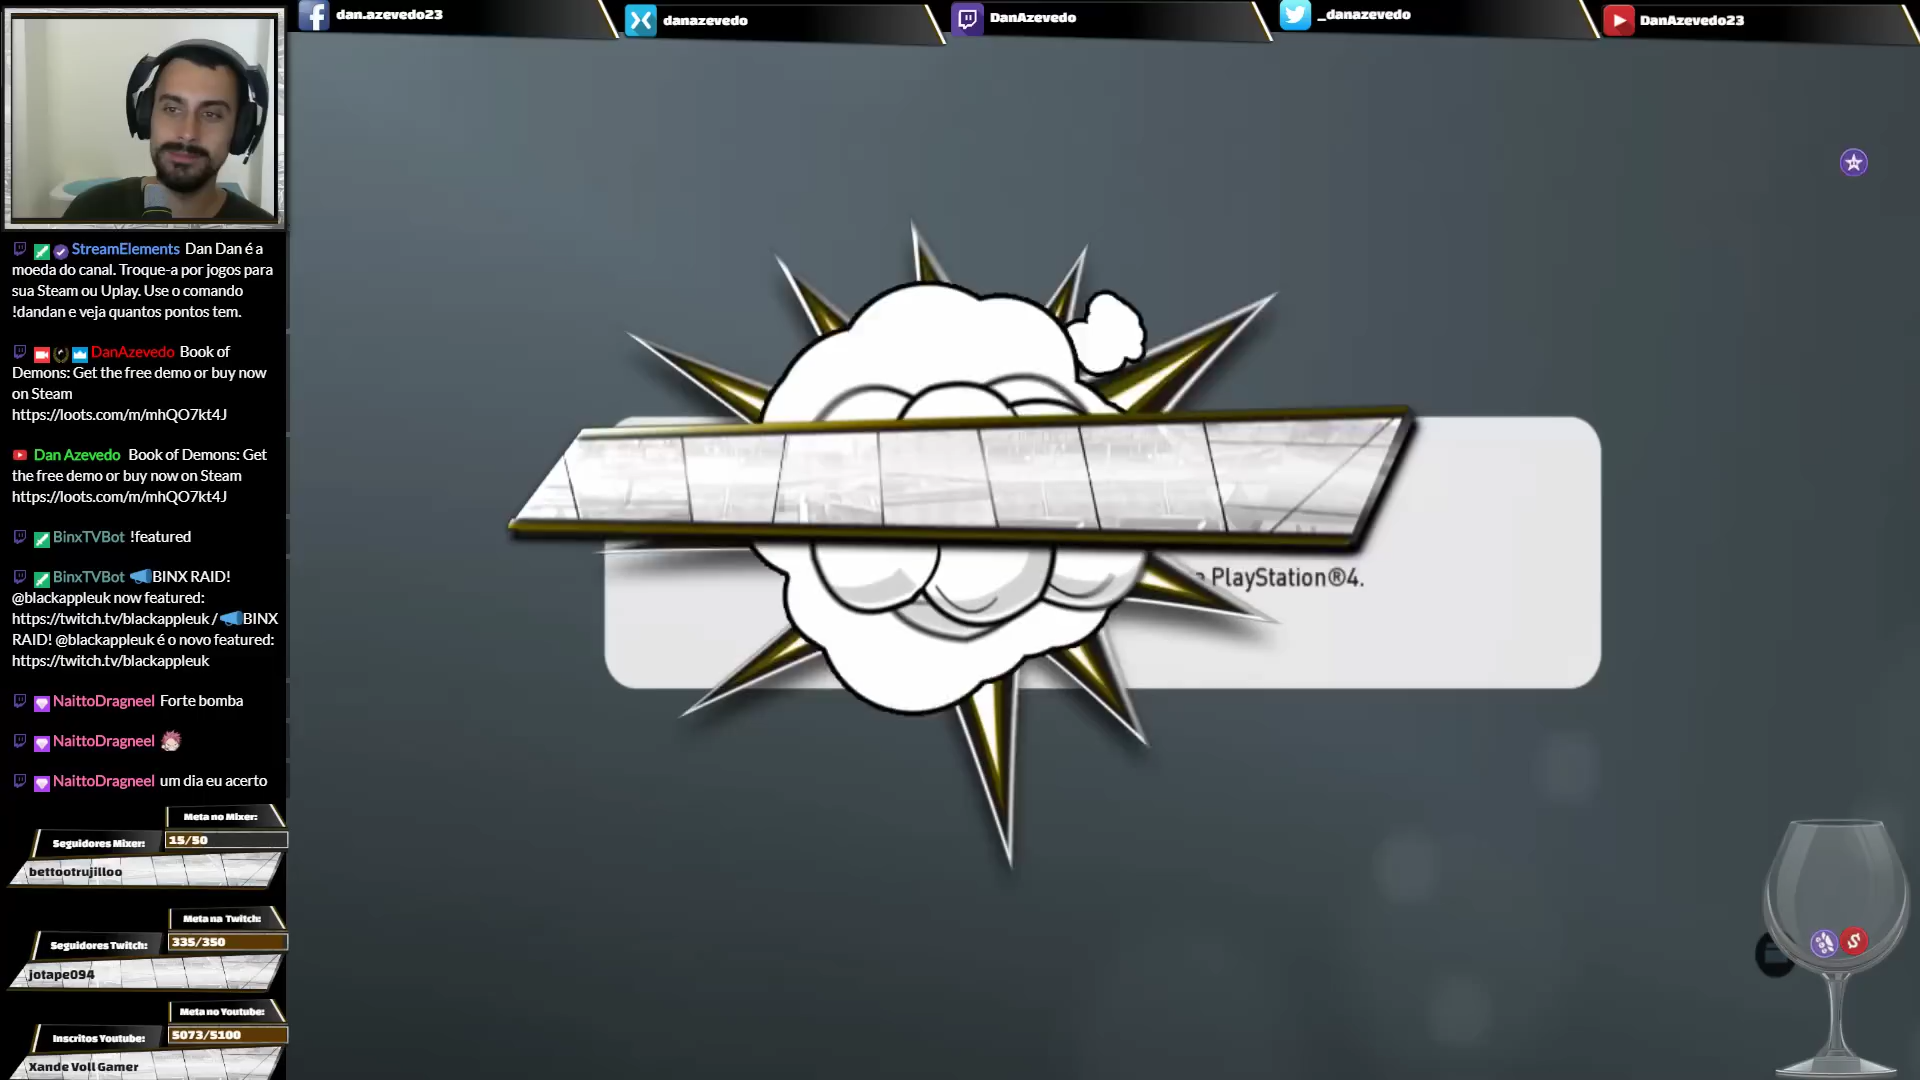 dan.azevedo23
danazevedo
DanAzevedo
_danazevedo
DanAzevedo23
StreamElements Dan Dan é a
moeda do canal. Troque-a por jogos para
sua Steam ou Uplay. Use o comando
!dandan e veja quantos pontos tem.
DanAzevedo Book of
Demons: Get the free demo or buy now
on Steam
https://loots.com/m/mhQO7kt4J
Dan Azevedo Book of Demons: Get
the free demo or buy now on Steam
https://loots.com/m/mhQO7kt4J
BinxTVBot !featured
BinxTVBot 📣BINX RAID!
@blackappleuk now featured:
https://twitch.tv/blackappleuk / 📣BINX
RAID! @blackappleuk é o novo featured:
https://twitch.tv/blackappleuk
NaittoDragneel Forte bomba
NaittoDragneel
NaittoDragneel um dia eu acerto
PlayStation®4.
Meta no Mixer:
Seguidores Mixer: 15/50
bettootrujilloo
Meta na Twitch:
Seguidores Twitch: 335/350
jotape094
Meta no Youtube:
Inscritos Youtube: 5073/5100
Xande Voll Gamer